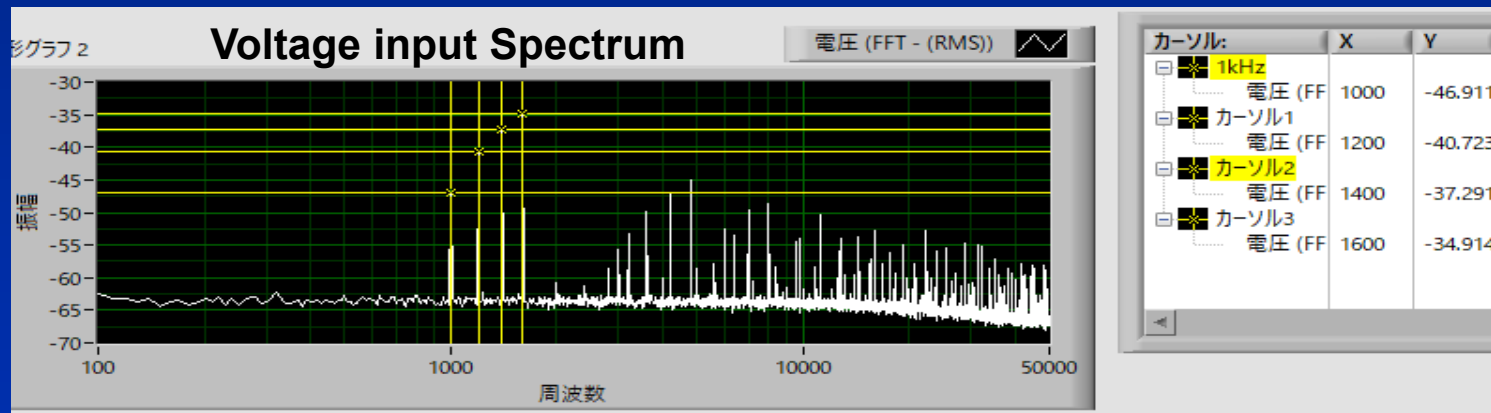 形グラフ 2
Voltage input Spectrum
電圧 (FFT - (RMS))
-30
-35
-40
-45
-50
-55
-60
-65
-70
振幅
100
1000
10000
50000
周波数
カーソル: X Y
1kHz
電圧 (FF 1000 -46.911
カーソル1
電圧 (FF 1200 -40.723
カーソル2
電圧 (FF 1400 -37.291
カーソル3
電圧 (FF 1600 -34.914